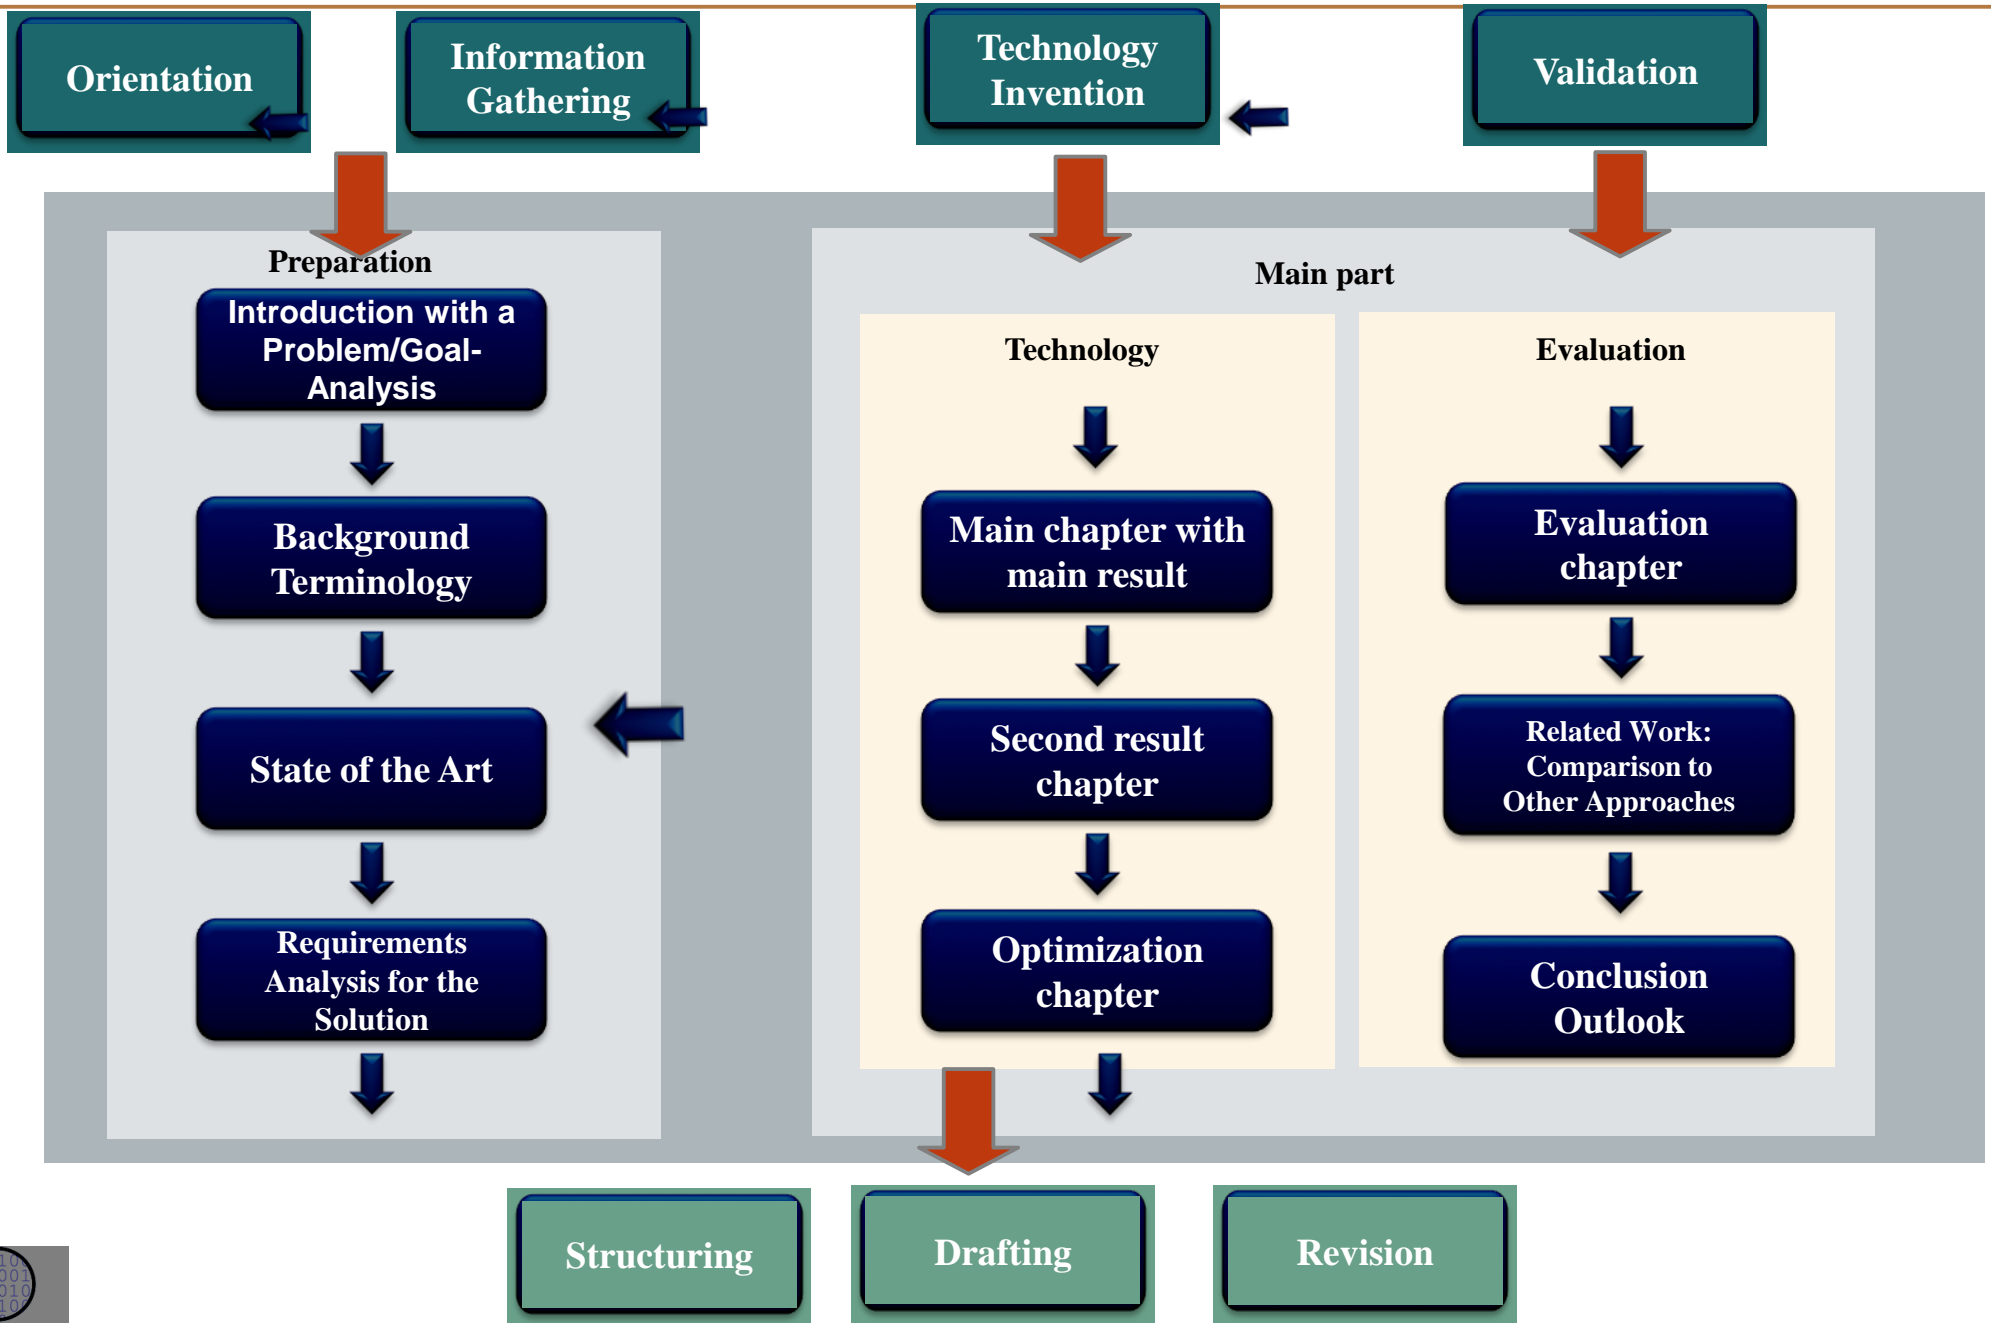 Orientation
Information
Gathering
Technology
Invention
Validation
Preparation
Introduction with a
Problem/Goal-
Analysis
Background
Terminology
State of the Art
Requirements
Analysis for the
Solution
Main part
Technology
Main chapter with
main result
Second result
chapter
Optimization
chapter
Evaluation
Evaluation
chapter
Related Work:
Comparison to
Other Approaches
Conclusion
Outlook
Structuring
Drafting
Revision